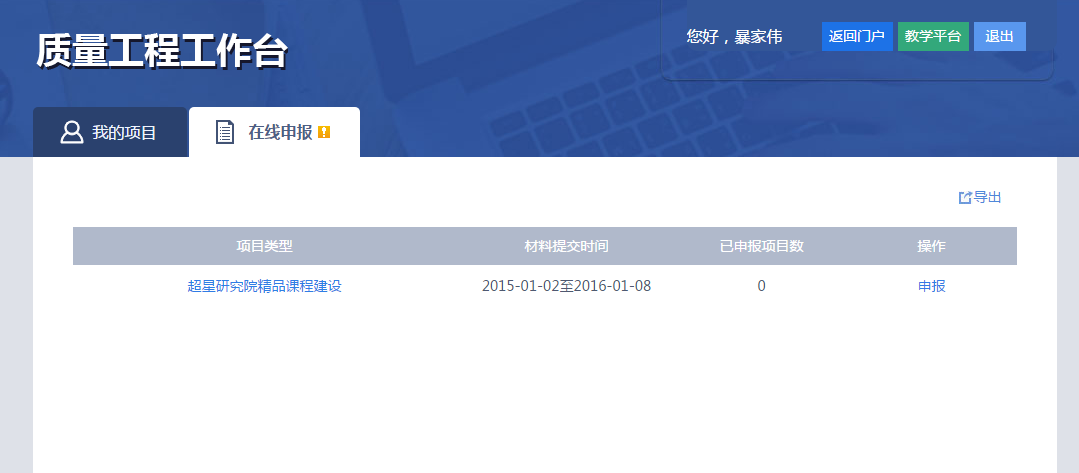 质量工程工作台
您好，暴家伟
返回门户
教学平台
退出
我的项目
在线申报
导出
项目类型 材料提交时间 已申报项目数 操作
超星研究院精品课程建设 2015-01-02至2016-01-08 0 申报